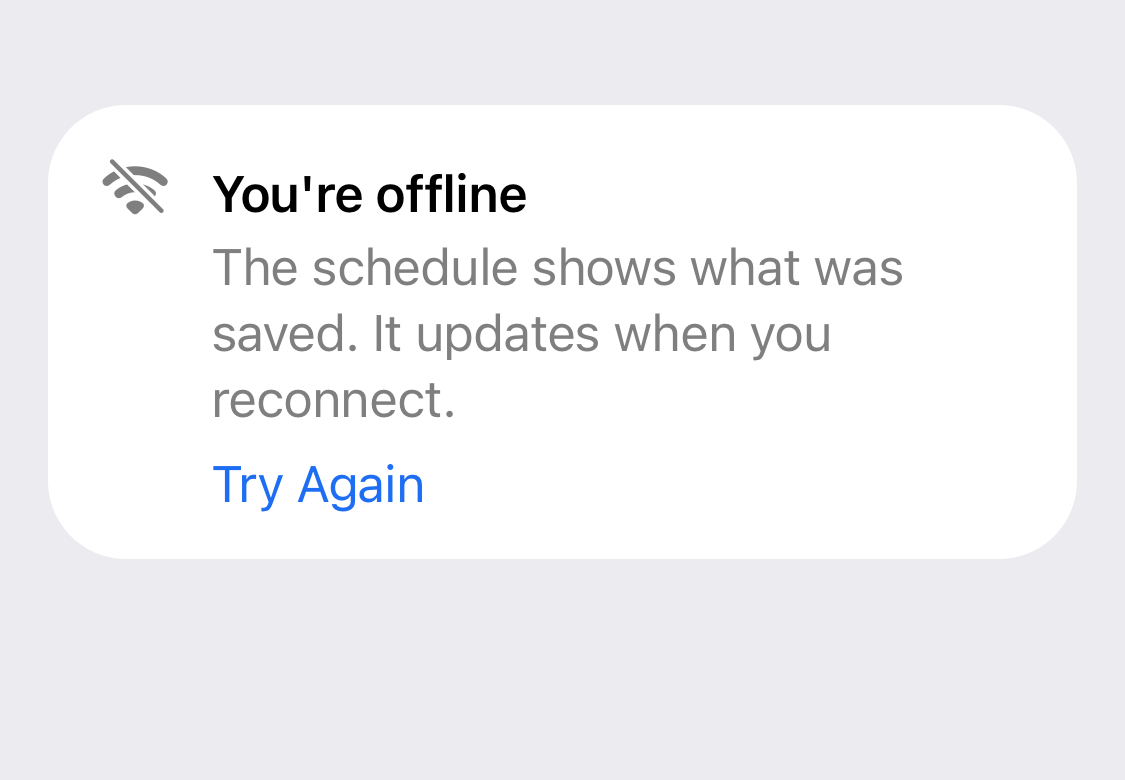 You're offline
The schedule shows what was
saved. It updates when you
reconnect.
Try Again